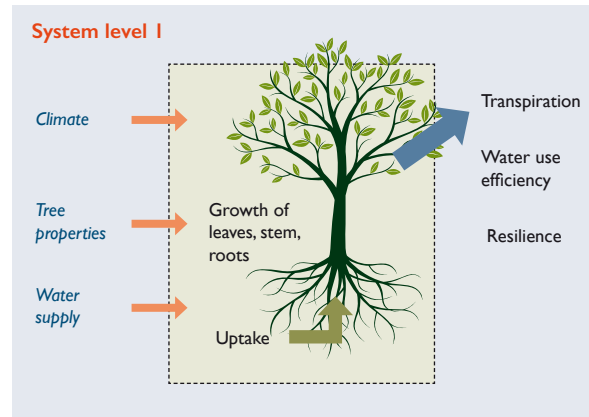 System level 1
Climate
Tree
properties
Water
supply
Growth of
leaves, stem,
roots
Uptake
Transpiration
Water use
efficiency
Resilience